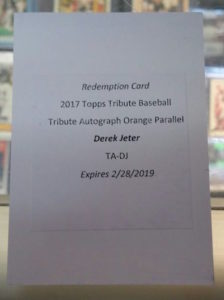 Redemption Card
2017 Topps Tribute Baseball
Tribute Autograph Orange Parallel
Derek Jeter
TA-DJ
Expires 2/28/2019